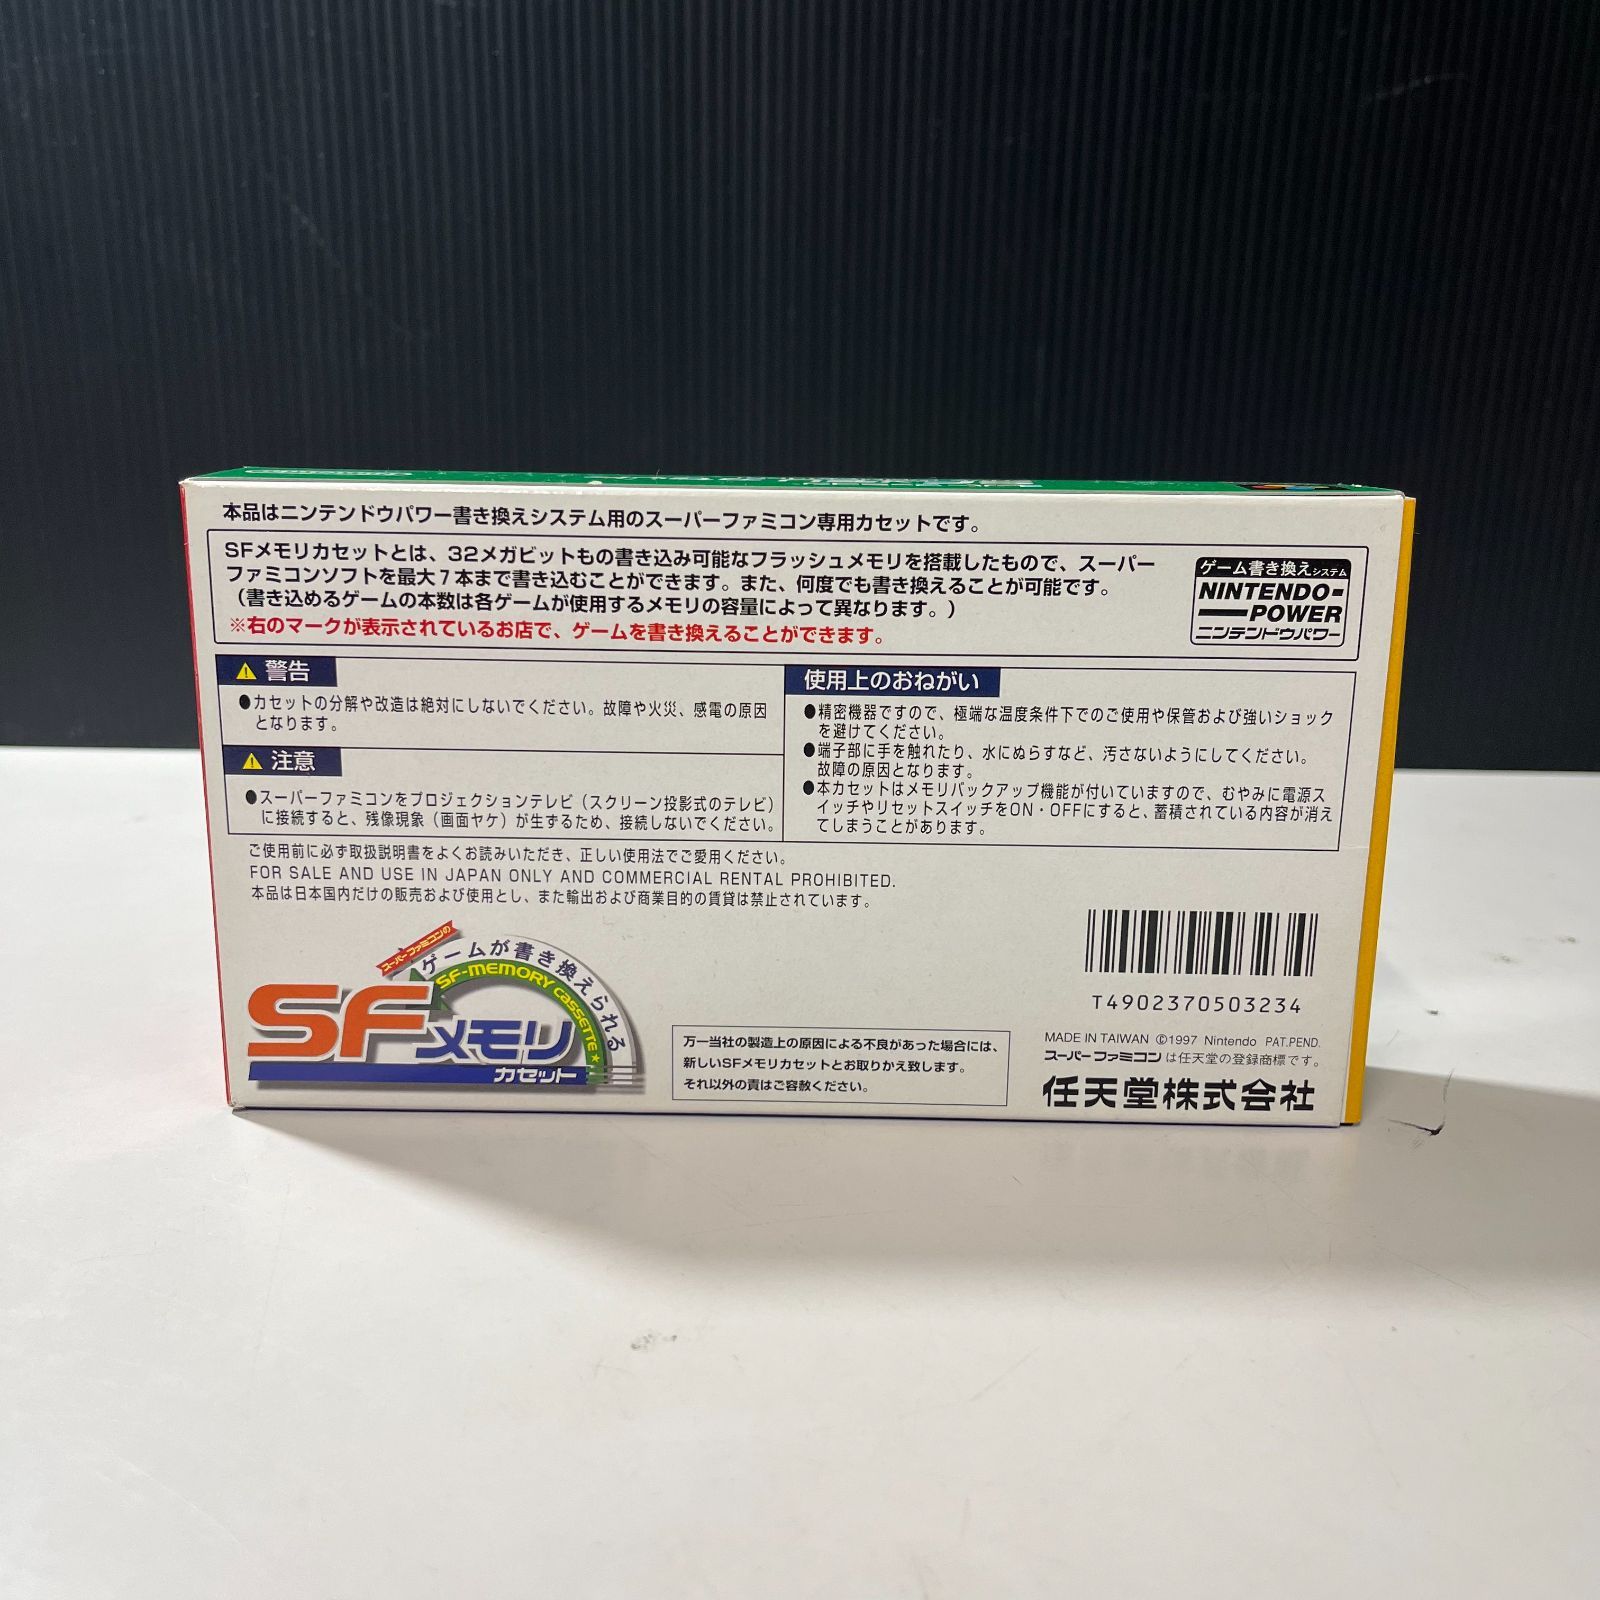 本品はニンテンドウパワー書き換えシステム用のスーパーファミコン専用カセットです。
SFメモリカセットとは、32メガビットもの書き込み可能なフラッシュメモリを搭載したもので、スーパー
ファミコンソフトを最大7本まで書き込むことができます。また、何度でも書き換えることが可能です。
(書き込めるゲームの本数は各ゲームが使用するメモリの容量によって異なります。)
※右のマークが表示されているお店で、ゲームを書き換えることができます。
ゲーム書き換えシステム
NINTENDO
POWER
ニンテンドウパワー
警告
●カセットの分解や改造は絶対にしないでください。故障や火災、感電の原因
となります。
注意
●スーパーファミコンをプロジェクションテレビ(スクリーン投影式のテレビ)
に接続すると、残像現象(画面ヤケ)が生ずるため、接続しないでください。
使用上のおねがい
●精密機器ですので、極端な温度条件下でのご使用や保管および強いショック
を避けてください。
●端子部に手を触れたり、水にぬらすなど、汚さないようにしてください。
故障の原因となります。
●本カセットはメモリバックアップ機能が付いていますので、むやみに電源ス
イッチやリセットスイッチをON・OFFにすると、蓄積されている内容が消え
てしまうことがあります。
ご使用前に必ず取扱説明書をよくお読みいただき、正しい使用法でご愛用ください。
FOR SALE AND USE IN JAPAN ONLY AND COMMERCIAL RENTAL PROHIBITED.
本品は日本国内だけの販売および使用とし、また輸出および商業目的の賃貸は禁止されています。
スーパーファミコンの
ゲームが書き換えられる
SF-MEMORY CASSETTE★
SFメモリ
カセット
万一当社の製造上の原因による不良があった場合には、
新しいSFメモリカセットとお取りかえ致します。
それ以外の責はご容赦ください。
T4902370503234
MADE IN TAIWAN ©1997 Nintendo PAT.PEND.
スーパーファミコンは任天堂の登録商標です。
任天堂株式会社